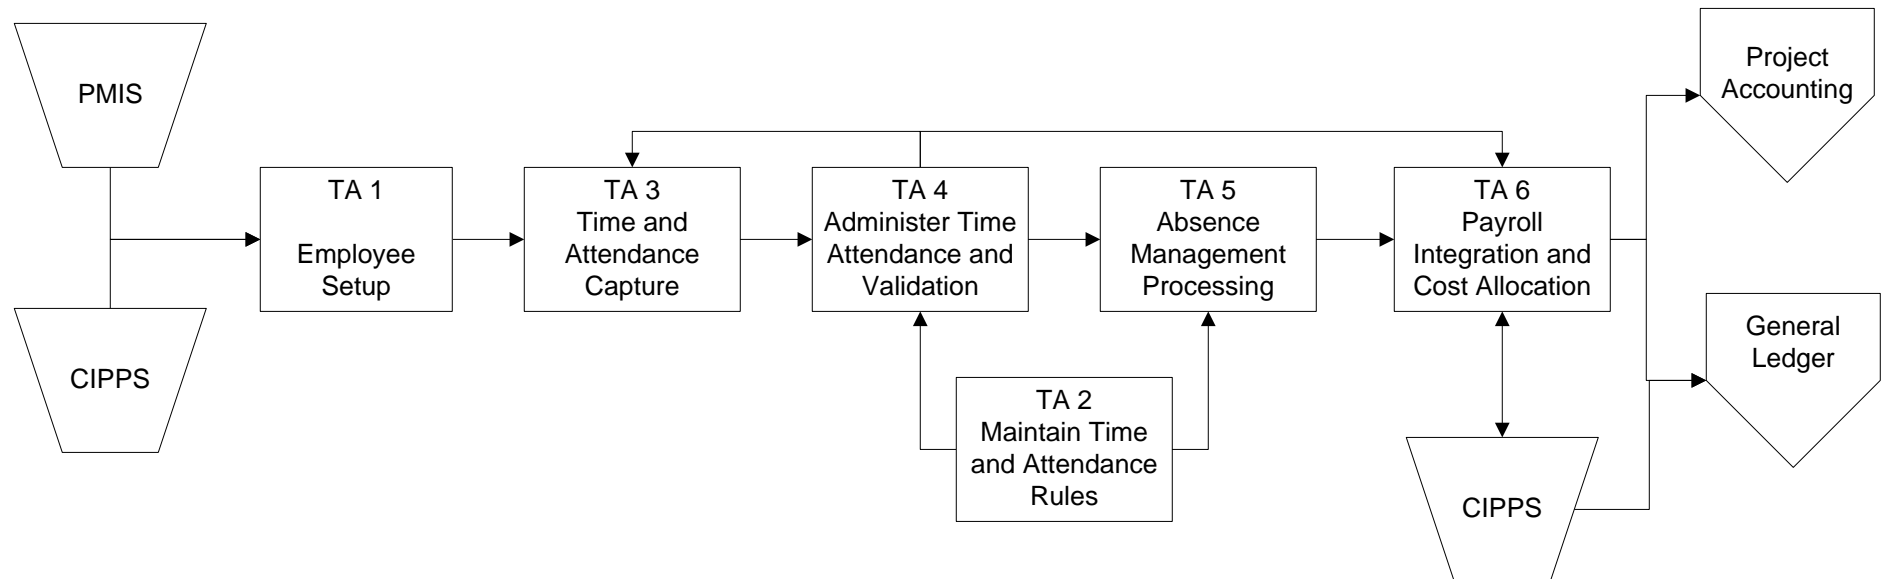 PMIS
CIPPS
TA 1
Employee
Setup
TA 3
Time and
Attendance
Capture
TA 4
Administer Time
Attendance and
Validation
TA 5
Absence
Management
Processing
TA 6
Payroll
Integration and
Cost Allocation
TA 2
Maintain Time
and Attendance
Rules
CIPPS
Project
Accounting
General
Ledger